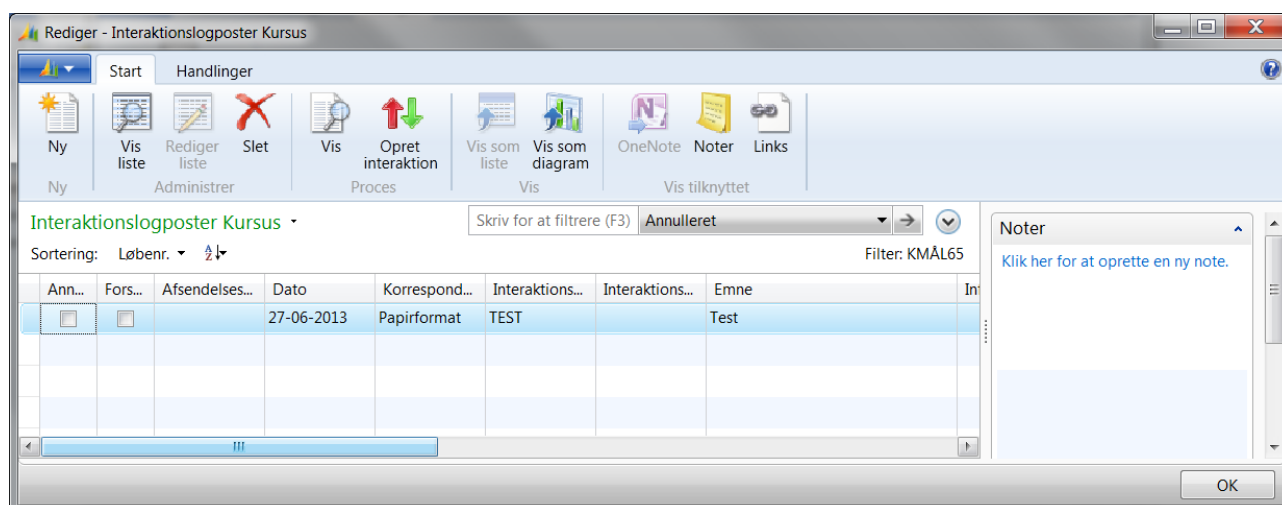 Rediger - Interaktionslogposter Kursus
Start Handlinger
Ny Vis liste Rediger liste Slet Vis Opret interaktion Vis som liste Vis som diagram OneNote Noter Links
Ny Administrer Proces Vis Vis tilknyttet
Interaktionslogposter Kursus Skriv for at filtrere (F3) Annulleret
Sortering: Løbenr. Filter: KMÅL65
Ann... Fors... Afsendelses... Dato Korrespond... Interaktions... Interaktions... Emne
27-06-2013 Papirformat TEST Test
Noter
Klik her for at oprette en ny note.
OK